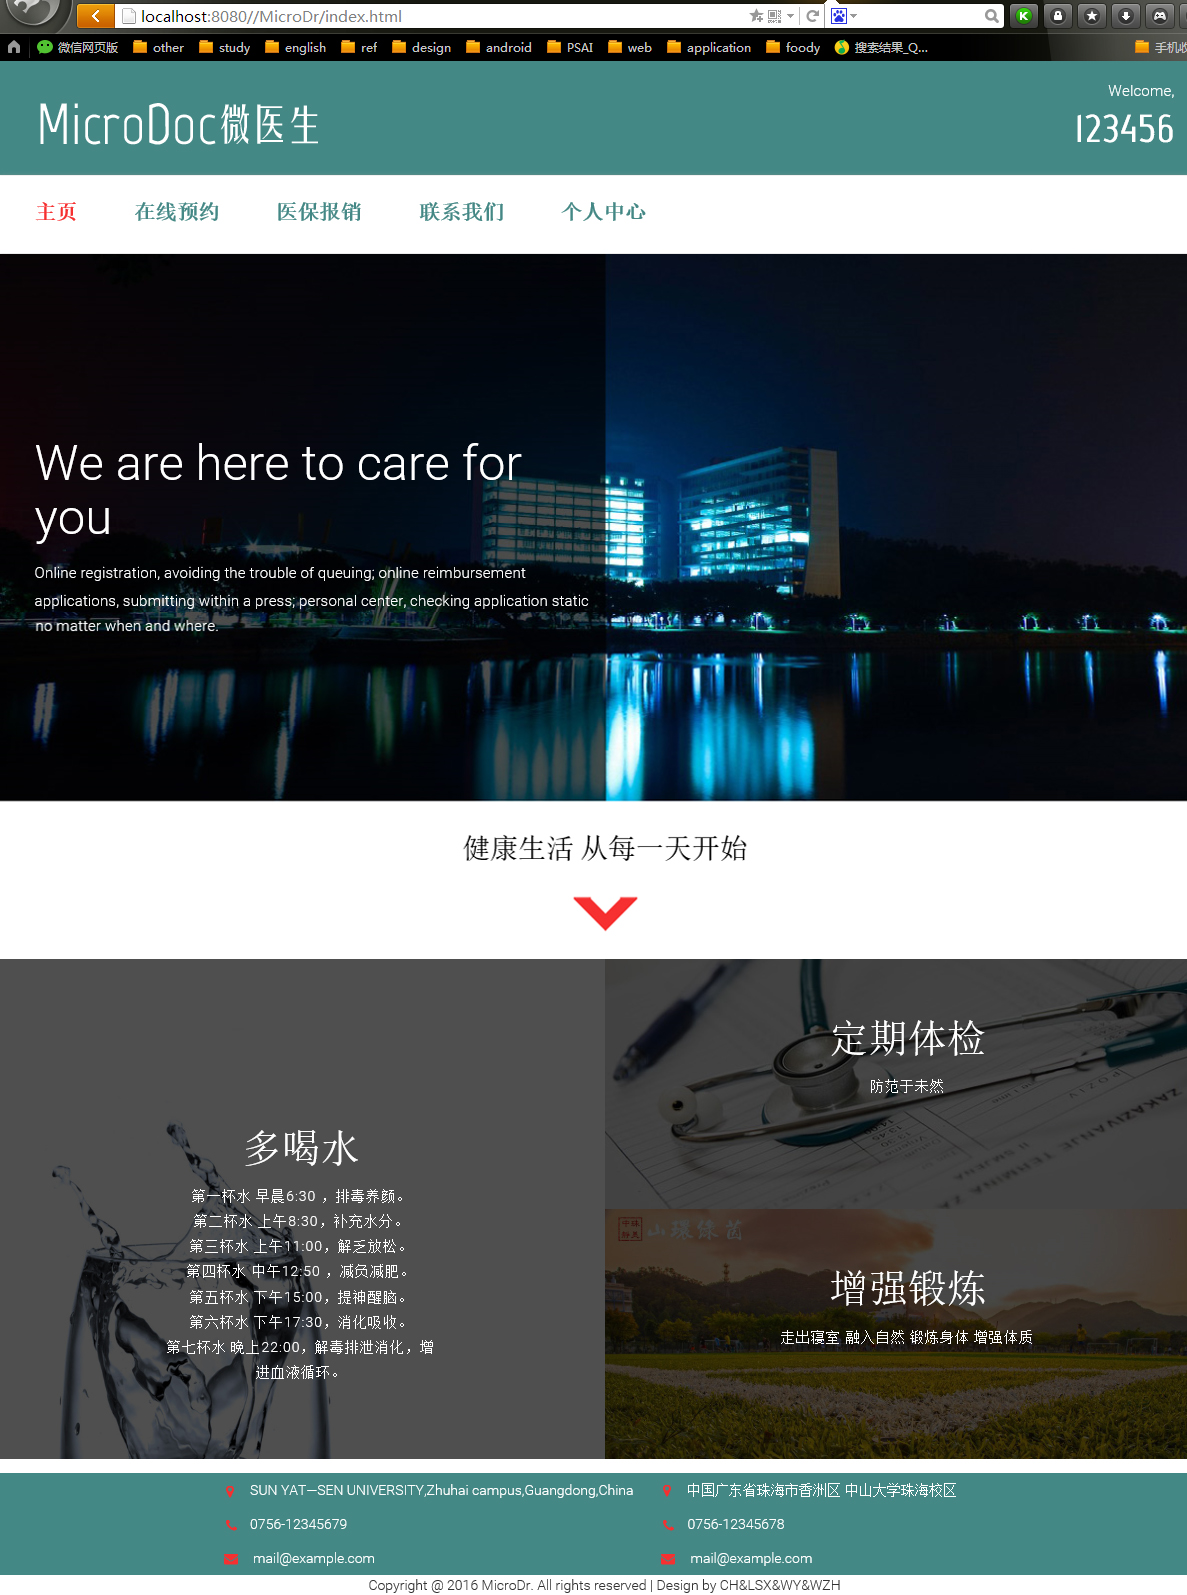 localhost:8080//MicroDr/index.html
微信网页版 other study english ref design android PSAI web application foody 搜索结果_Q...
MicroDoc微医生
Welcome,
123456
主页 在线预约 医保报销 联系我们 个人中心
We are here to care for
you
Online registration, avoiding the trouble of queuing; online reimbursement
applications, submitting within a press; personal center, checking application static
no matter when and where.
健康生活 从每一天开始
定期体检
防范于未然
多喝水
第一杯水 早晨6:30 ，排毒养颜。
第二杯水 上午8:30，补充水分。
第三杯水 上午11:00，解乏放松。
第四杯水 中午12:50 ，减负减肥。
第五杯水 下午15:00，提神醒脑。
第六杯水 下午17:30，消化吸收。
第七杯水 晚上22:00，解毒排泄消化，增
进血液循环。
增强锻炼
走出寝室 融入自然 锻炼身体 增强体质
SUN YAT—SEN UNIVERSITY,Zhuhai campus,Guangdong,China
0756-12345679
mail@example.com
中国广东省珠海市香洲区 中山大学珠海校区
0756-12345678
mail@example.com
Copyright @ 2016 MicroDr. All rights reserved | Design by CH&LSX&WY&WZH